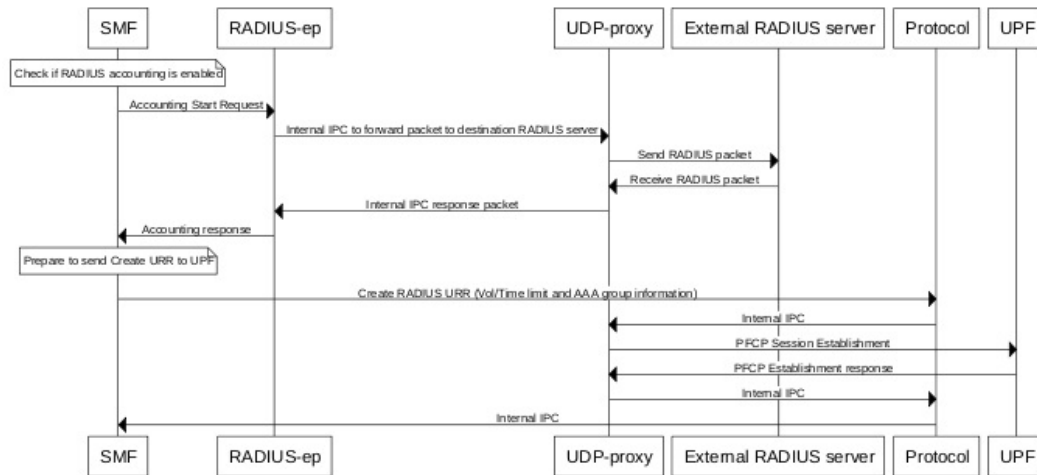 SMF RADIUS-ep UDP-proxy External RADIUS server Protocol UPF
Check if RADIUS accounting is enabled
Accounting Start Request
Internal IPC to forward packet to destination RADIUS server
Send RADIUS packet
Receive RADIUS packet
Internal IPC response packet
Accounting response
Prepare to send Create URR to UPF
Create RADIUS URR (Vol/Time limit and AAA group information)
Internal IPC
PFCP Session Establishment
PFCP Establishment response
Internal IPC
Internal IPC
SMF RADIUS-ep UDP-proxy External RADIUS server Protocol UPF